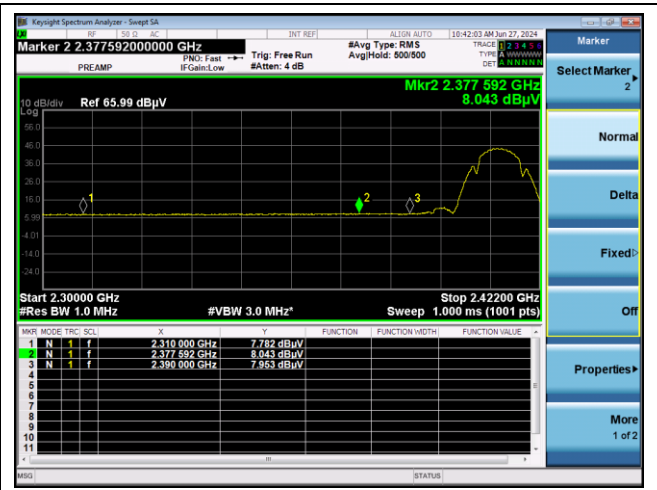 Keysight Spectrum Analyzer - Swept SA
RF 50 Ω AC INT REF ALIGN AUTO 10:42:03 AM Jun 27, 2024
Marker 2 2.377592000000 GHz
PREAMP
PNO: Fast
IFGain:Low
Trig: Free Run
#Atten: 4 dB
#Avg Type: RMS
Avg|Hold: 500/500
TRACE 1 2 3 4 5 6
TYPE A WWWWW
DET A N N N N N
Mkr2 2.377 592 GHz
8.043 dBµV
10 dB/div Ref 65.99 dBµV
Log
56.0
46.0
36.0
26.0
16.0
5.99
-4.01
-14.0
-24.0
1
2
3
Start 2.30000 GHz Stop 2.42200 GHz
#Res BW 1.0 MHz #VBW 3.0 MHz* Sweep 1.000 ms (1001 pts)
MKR MODE TRC SCL X Y FUNCTION FUNCTION WIDTH FUNCTION VALUE
1 N 1 f 2.310 000 GHz 7.782 dBuV
2 N 1 f 2.377 592 GHz 8.043 dBuV
3 N 1 f 2.390 000 GHz 7.953 dBuV
4
5
6
7
8
9
10
11
MSG STATUS
Marker
Select Marker
2
Normal
Delta
Fixed
Off
Properties
More
1 of 2